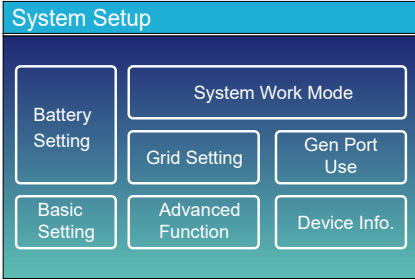 System Setup
Battery
Setting
System Work Mode
Grid Setting
Gen Port
Use
Basic
Setting
Advanced
Function
Device Info.